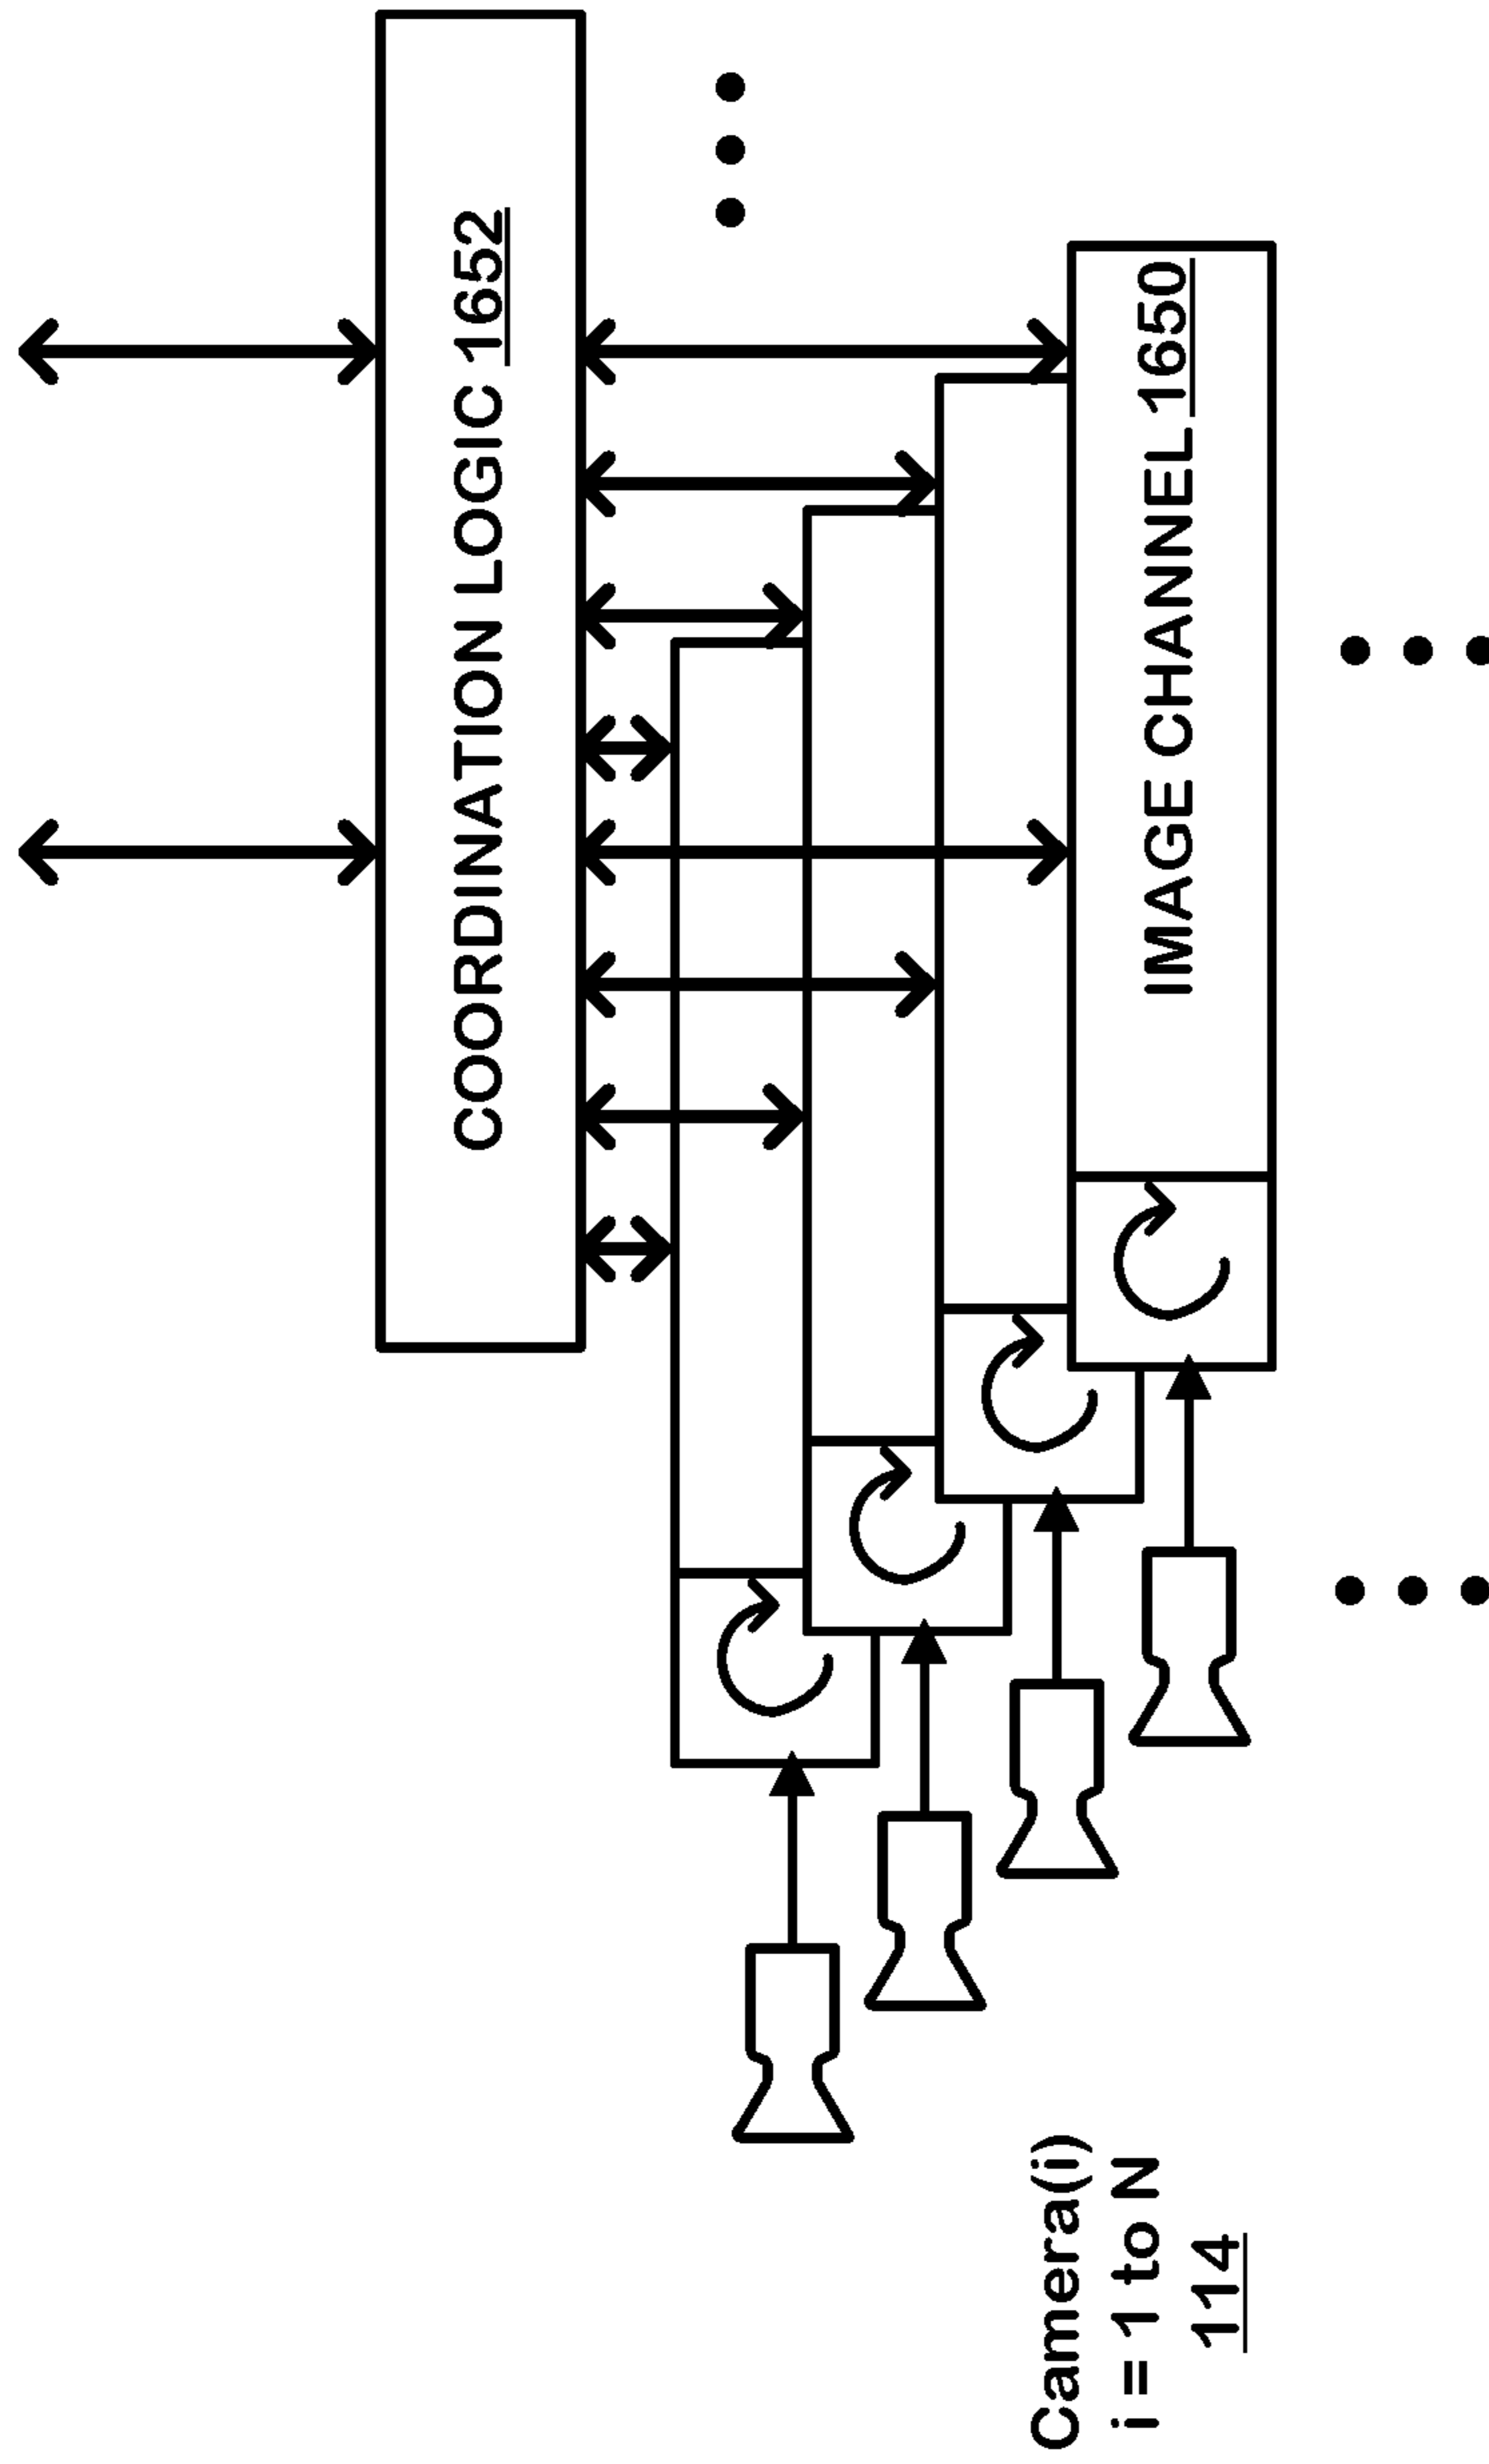 COORDINATION LOGIC 1652
IMAGE CHANNEL 1650
Camera(i)
i = 1 to N
114